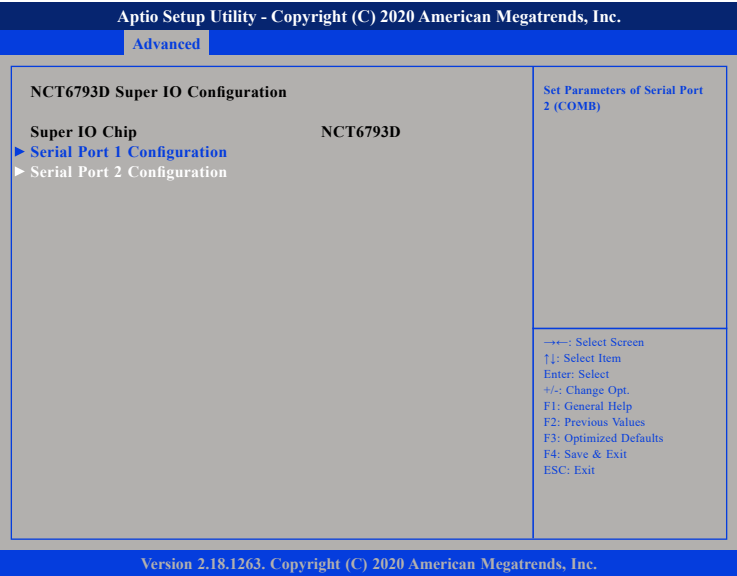 Aptio Setup Utility - Copyright (C) 2020 American Megatrends, Inc.
Advanced
NCT6793D Super IO Configuration
Super IO Chip NCT6793D
► Serial Port 1 Configuration
► Serial Port 2 Configuration
Set Parameters of Serial Port
2 (COMB)
→←: Select Screen
↑↓: Select Item
Enter: Select
+/-: Change Opt.
F1: General Help
F2: Previous Values
F3: Optimized Defaults
F4: Save & Exit
ESC: Exit
Version 2.18.1263. Copyright (C) 2020 American Megatrends, Inc.